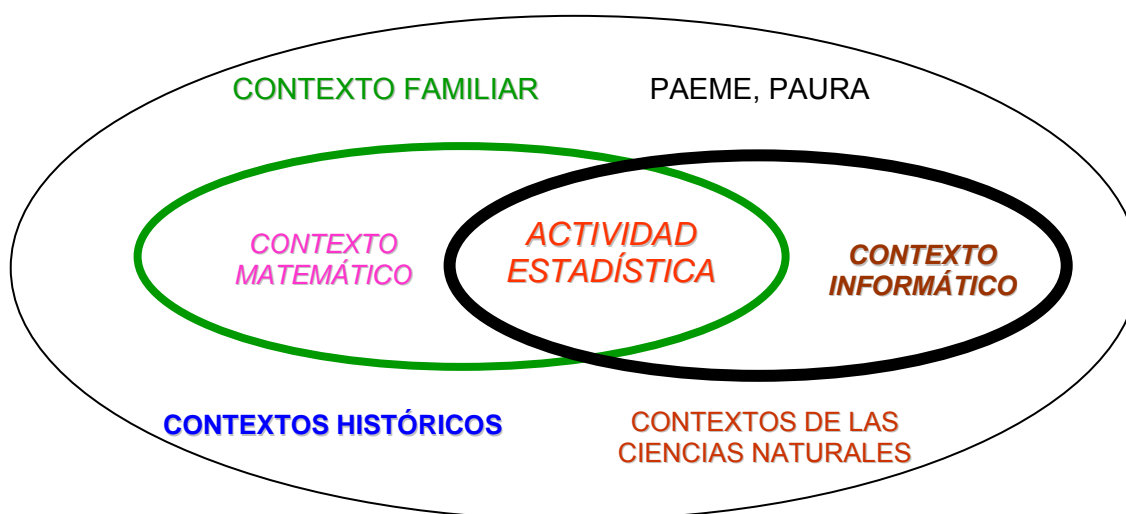 CONTEXTO FAMILIAR
PAEME, PAURA
CONTEXTO
MATEMÁTICO
ACTIVIDAD
ESTADÍSTICA
CONTEXTO
INFORMÁTICO
CONTEXTOS HISTÓRICOS
CONTEXTOS DE LAS
CIENCIAS NATURALES